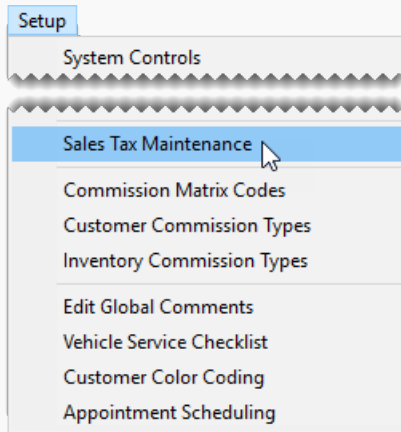 Setup
System Controls
Sales Tax Maintenance
Commission Matrix Codes
Customer Commission Types
Inventory Commission Types
Edit Global Comments
Vehicle Service Checklist
Customer Color Coding
Appointment Scheduling